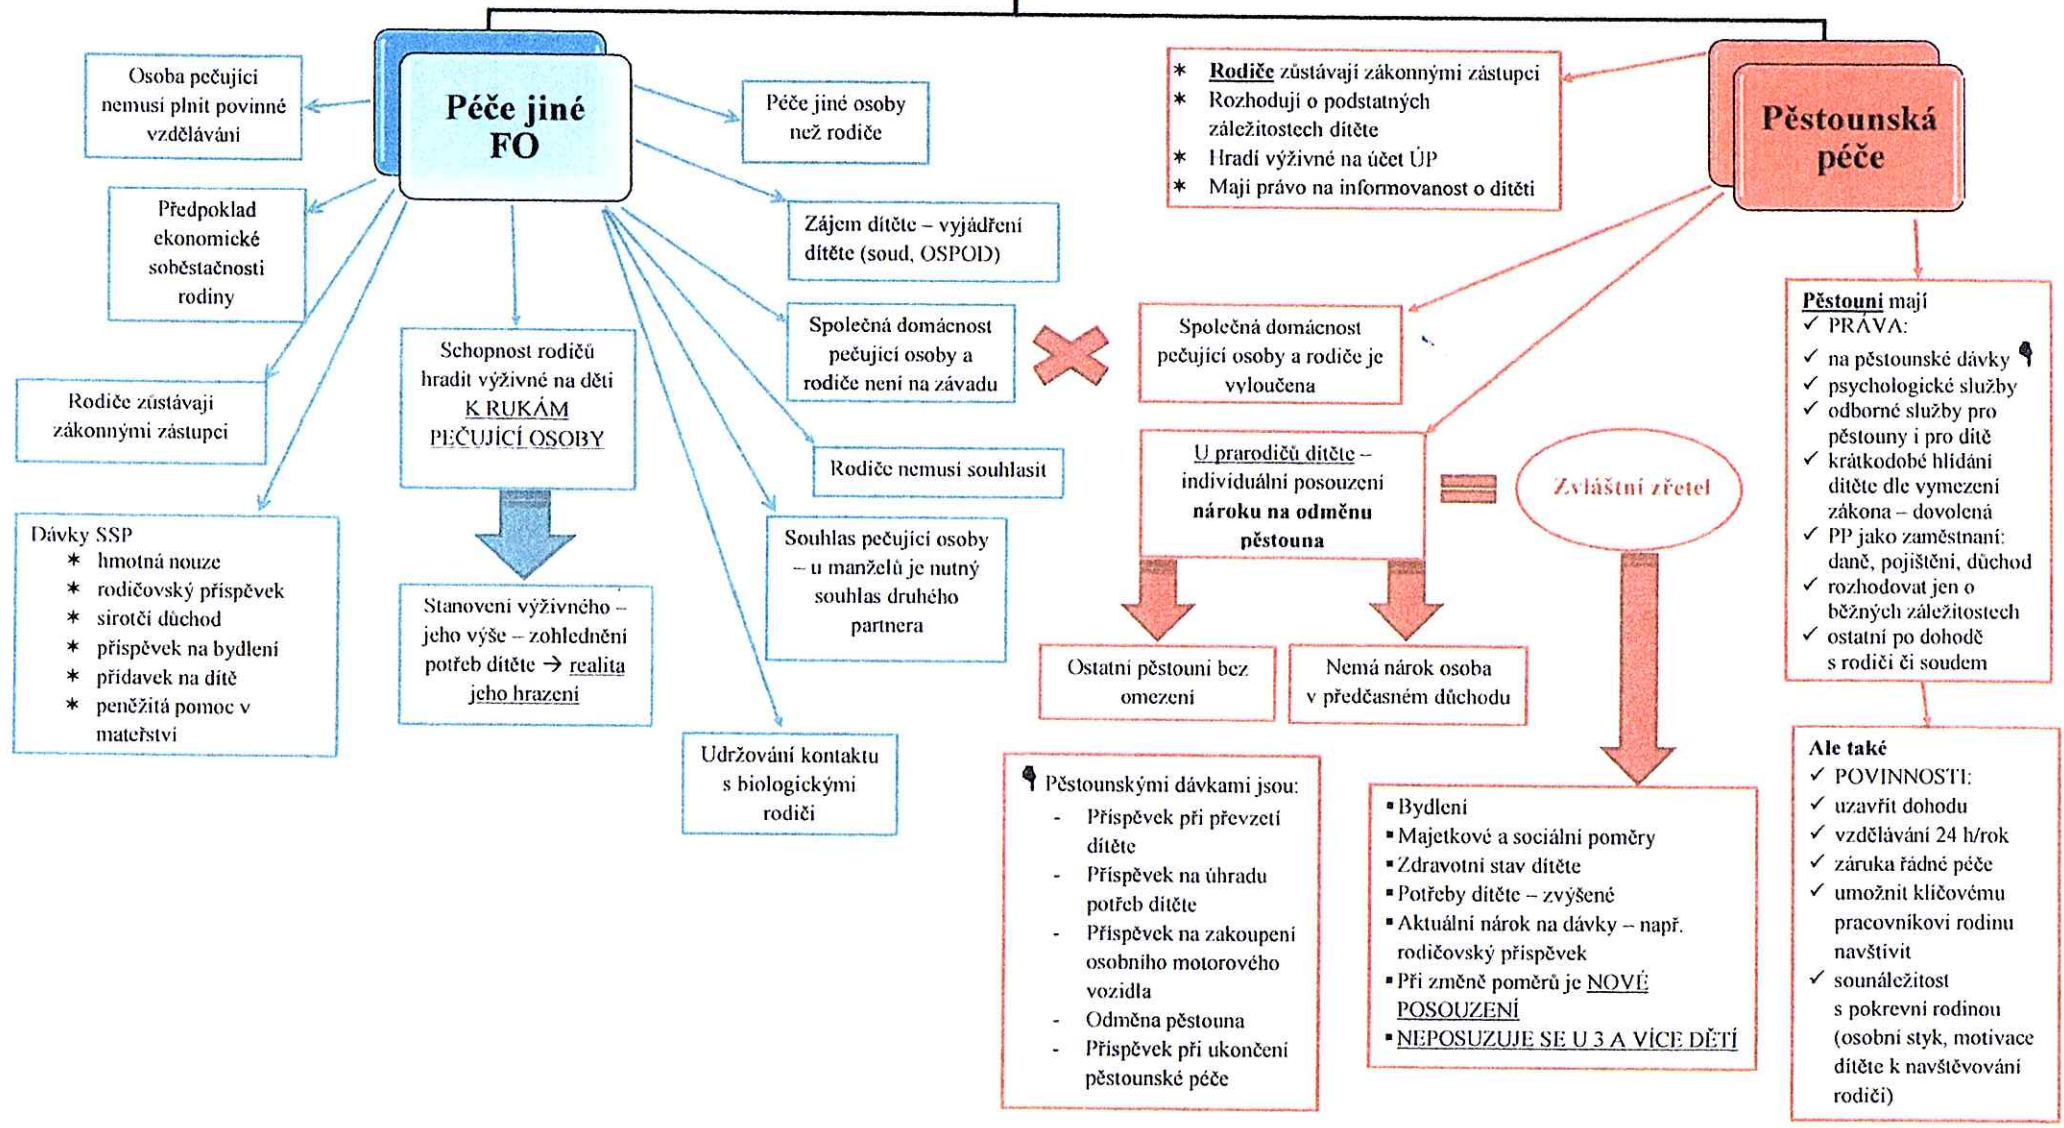 Péče jiné
FO
Osoba pečující
nemusí plnit povinné
vzdělávání
Předpoklad
ekonomické
soběstačnosti
rodiny
Rodiče zůstávají
zákonnými zástupci
Dávky SSP
* hmotná nouze
* rodičovský příspěvek
* sirotčí důchod
* příspěvek na bydlení
* přídavek na dítě
* peněžitá pomoc v
mateřství
Schopnost rodičů
hradit výživné na děti
K RUKÁM
PEČUJÍCÍ OSOBY
Stanovení výživného –
jeho výše – zohlednění
potřeb dítěte → realita
jeho hrazení
Péče jiné osoby
než rodiče
Zájem dítěte – vyjádření
dítěte (soud, OSPOD)
Společná domácnost
pečující osoby a
rodiče není na závadu
Rodiče nemusí souhlasit
Souhlas pečující osoby
– u manželů je nutný
souhlas druhého
partnera
Udržování kontaktu
s biologickými
rodiči
Pěstounská
péče
* Rodiče zůstávají zákonnými zástupci
* Rozhodují o podstatných
záležitostech dítěte
* Hradí výživné na účet ÚP
* Mají právo na informovanost o dítěti
Společná domácnost
pečující osoby a rodiče je
vyloučena
U prarodičů dítěte –
individuální posouzení
nároku na odměnu
pěstouna
Zvláštní zřetel
Ostatní pěstouni bez
omezení
Nemá nárok osoba
v předčasném důchodu
Pěstounskými dávkami jsou:
- Příspěvek při převzetí
dítěte
- Příspěvek na úhradu
potřeb dítěte
- Příspěvek na zakoupení
osobního motorového
vozidla
- Odměna pěstouna
- Příspěvek při ukončení
pěstounské péče
▪ Bydlení
▪ Majetkové a sociální poměry
▪ Zdravotní stav dítěte
▪ Potřeby dítěte – zvýšené
▪ Aktuální nárok na dávky – např.
rodičovský příspěvek
▪ Při změně poměrů je NOVÉ
POSOUZENÍ
▪ NEPOSUZUJE SE U 3 A VÍCE DĚTÍ
Pěstouni mají
✓ PRÁVA:
✓ na pěstounské dávky
✓ psychologické služby
✓ odborné služby pro
pěstouny i pro dítě
✓ krátkodobé hlídání
dítěte dle vymezení
zákona – dovolená
✓ PP jako zaměstnaní:
daně, pojištění, důchod
✓ rozhodovat jen o
běžných záležitostech
✓ ostatní po dohodě
s rodiči či soudem
Ale také
✓ POVINNOSTI:
✓ uzavřít dohodu
✓ vzdělávání 24 h/rok
✓ záruka řádné péče
✓ umožnit klíčovému
pracovníkovi rodinu
navštívit
✓ sounáležitost
s pokrevní rodinou
(osobní styk, motivace
dítěte k navštěvování
rodičů)